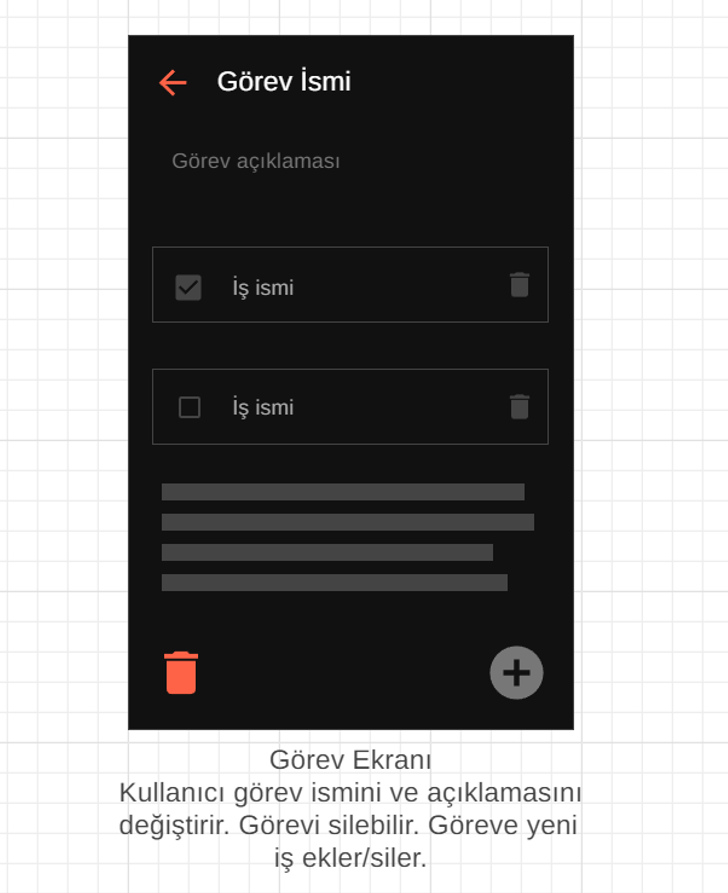 Görev İsmi
Görev açıklaması
İş ismi
İş ismi
Görev Ekranı
Kullanıcı görev ismini ve açıklamasını
değiştirir. Görevi silebilir. Göreve yeni
iş ekler/siler.